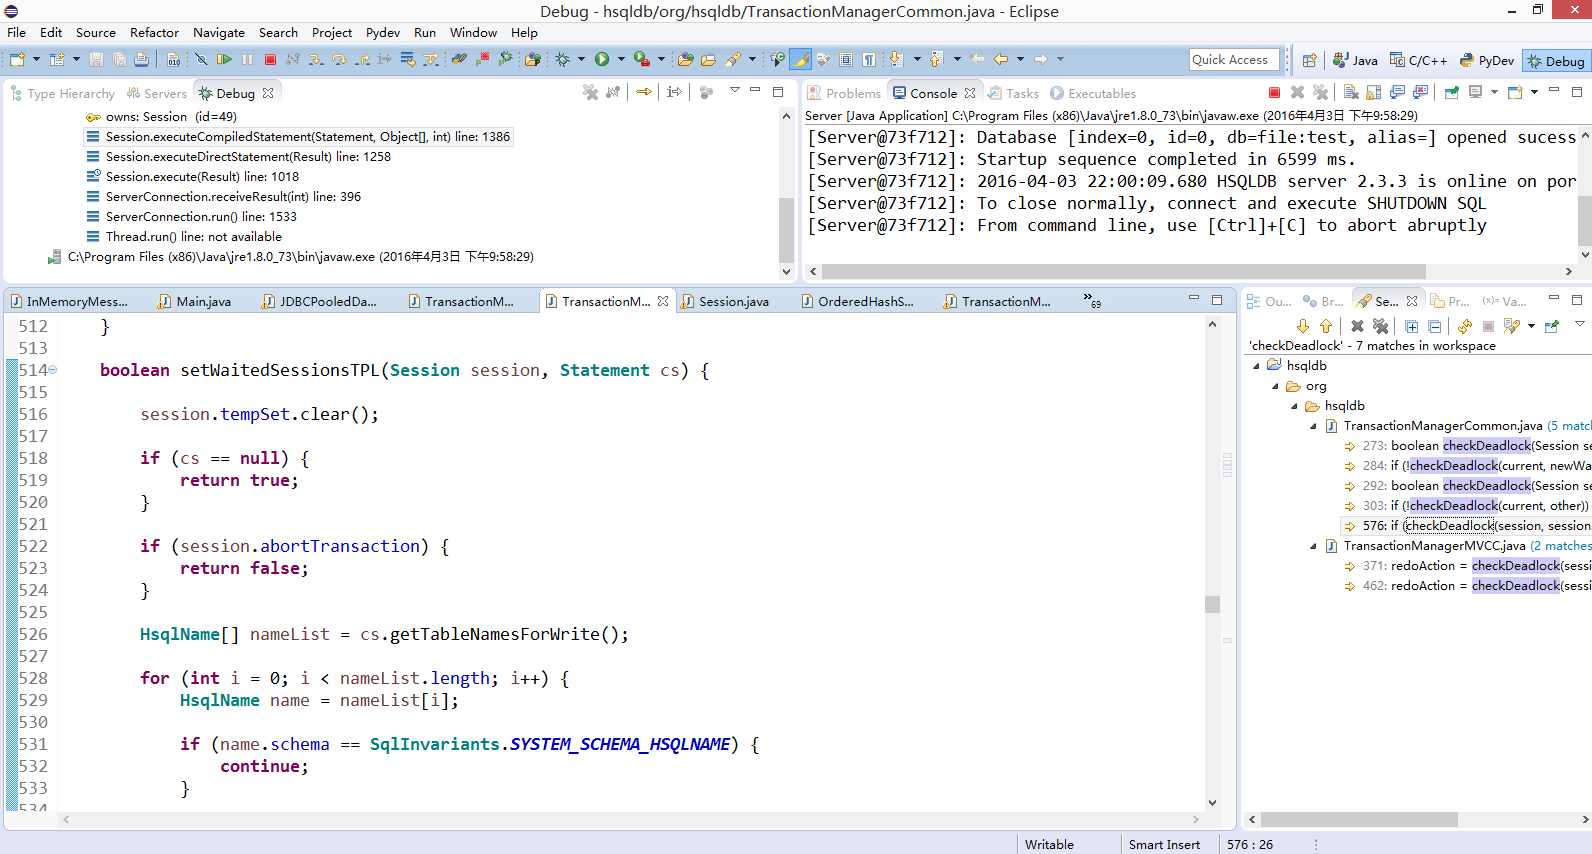 Debug - hsqldb/org/hsqldb/TransactionManagerCommon.java - Eclipse
File Edit Source Refactor Navigate Search Project Pydev Run Window Help
Quick Access Java C/C++ PyDev Debug
Type Hierarchy Servers Debug
owns: Session (id=49)
Session.executeCompiledStatement(Statement, Object[], int) line: 1386
Session.executeDirectStatement(Result) line: 1258
Session.execute(Result) line: 1018
ServerConnection.receiveResult(int) line: 396
ServerConnection.run() line: 1533
Thread.run() line: not available
C:\Program Files (x86)\Java\jre1.8.0_73\bin\javaw.exe (2016年4月3日 下午9:58:29)
Problems Console Tasks Executables
Server [Java Application] C:\Program Files (x86)\Java\jre1.8.0_73\bin\javaw.exe (2016年4月3日 下午9:58:29)
[Server@73f712]: Database [index=0, id=0, db=file:test, alias=] opened sucess
[Server@73f712]: Startup sequence completed in 6599 ms.
[Server@73f712]: 2016-04-03 22:00:09.680 HSQLDB server 2.3.3 is online on por
[Server@73f712]: To close normally, connect and execute SHUTDOWN SQL
[Server@73f712]: From command line, use [Ctrl]+[C] to abort abruptly
InMemoryMess... Main.java JDBCPooledDa... TransactionM... TransactionM... Session.java OrderedHashS... TransactionM... »69
512 }
513
514 boolean setWaitedSessionsTPL(Session session, Statement cs) {
515
516 session.tempSet.clear();
517
518 if (cs == null) {
519 return true;
520 }
521
522 if (session.abortTransaction) {
523 return false;
524 }
525
526 HsqlName[] nameList = cs.getTableNamesForWrite();
527
528 for (int i = 0; i < nameList.length; i++) {
529 HsqlName name = nameList[i];
530
531 if (name.schema == SqlInvariants.SYSTEM_SCHEMA_HSQLNAME) {
532 continue;
533 }
534
Ou... Br... Se... Pr... (x)= Va...
'checkDeadlock' - 7 matches in workspace
hsqldb
org
hsqldb
TransactionManagerCommon.java (5 matc
273: boolean checkDeadlock(Session se
284: if (!checkDeadlock(current, newWa
292: boolean checkDeadlock(Session se
303: if (!checkDeadlock(current, other))
576: if (checkDeadlock(session, session.
TransactionManagerMVCC.java (2 matches
371: redoAction = checkDeadlock(sessi
462: redoAction = checkDeadlock(sessi
Writable Smart Insert 576 : 26